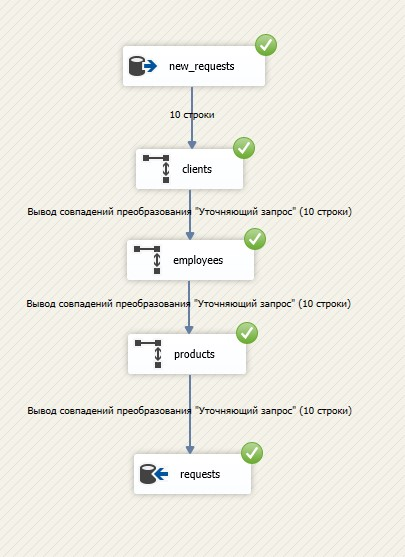 new_requests
10 строки
clients
Вывод совпадений преобразования "Уточняющий запрос" (10 строки)
employees
Вывод совпадений преобразования "Уточняющий запрос" (10 строки)
products
Вывод совпадений преобразования "Уточняющий запрос" (10 строки)
requests